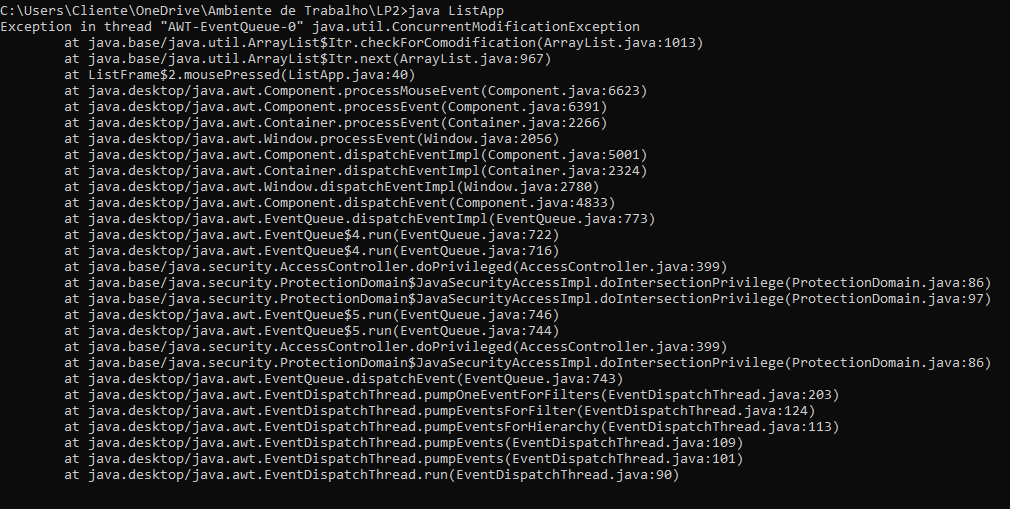 C:\Users\Cliente\OneDrive\Ambiente de Trabalho\LP2>java ListApp
Exception in thread "AWT-EventQueue-0" java.util.ConcurrentModificationException
at java.base/java.util.ArrayList$Itr.checkForComodification(ArrayList.java:1013)
at java.base/java.util.ArrayList$Itr.next(ArrayList.java:967)
at ListFrame$2.mousePressed(ListApp.java:40)
at java.desktop/java.awt.Component.processMouseEvent(Component.java:6623)
at java.desktop/java.awt.Component.processEvent(Component.java:6391)
at java.desktop/java.awt.Container.processEvent(Container.java:2266)
at java.desktop/java.awt.Window.processEvent(Window.java:2056)
at java.desktop/java.awt.Component.dispatchEventImpl(Component.java:5001)
at java.desktop/java.awt.Container.dispatchEventImpl(Container.java:2324)
at java.desktop/java.awt.Window.dispatchEventImpl(Window.java:2780)
at java.desktop/java.awt.Component.dispatchEvent(Component.java:4833)
at java.desktop/java.awt.EventQueue.dispatchEventImpl(EventQueue.java:773)
at java.desktop/java.awt.EventQueue$4.run(EventQueue.java:722)
at java.desktop/java.awt.EventQueue$4.run(EventQueue.java:716)
at java.base/java.security.AccessController.doPrivileged(AccessController.java:399)
at java.base/java.security.ProtectionDomain$JavaSecurityAccessImpl.doIntersectionPrivilege(ProtectionDomain.java:86)
at java.base/java.security.ProtectionDomain$JavaSecurityAccessImpl.doIntersectionPrivilege(ProtectionDomain.java:97)
at java.desktop/java.awt.EventQueue$5.run(EventQueue.java:746)
at java.desktop/java.awt.EventQueue$5.run(EventQueue.java:744)
at java.base/java.security.AccessController.doPrivileged(AccessController.java:399)
at java.base/java.security.ProtectionDomain$JavaSecurityAccessImpl.doIntersectionPrivilege(ProtectionDomain.java:86)
at java.desktop/java.awt.EventQueue.dispatchEvent(EventQueue.java:743)
at java.desktop/java.awt.EventDispatchThread.pumpOneEventForFilters(EventDispatchThread.java:203)
at java.desktop/java.awt.EventDispatchThread.pumpEventsForFilter(EventDispatchThread.java:124)
at java.desktop/java.awt.EventDispatchThread.pumpEventsForHierarchy(EventDispatchThread.java:113)
at java.desktop/java.awt.EventDispatchThread.pumpEvents(EventDispatchThread.java:109)
at java.desktop/java.awt.EventDispatchThread.pumpEvents(EventDispatchThread.java:101)
at java.desktop/java.awt.EventDispatchThread.run(EventDispatchThread.java:90)